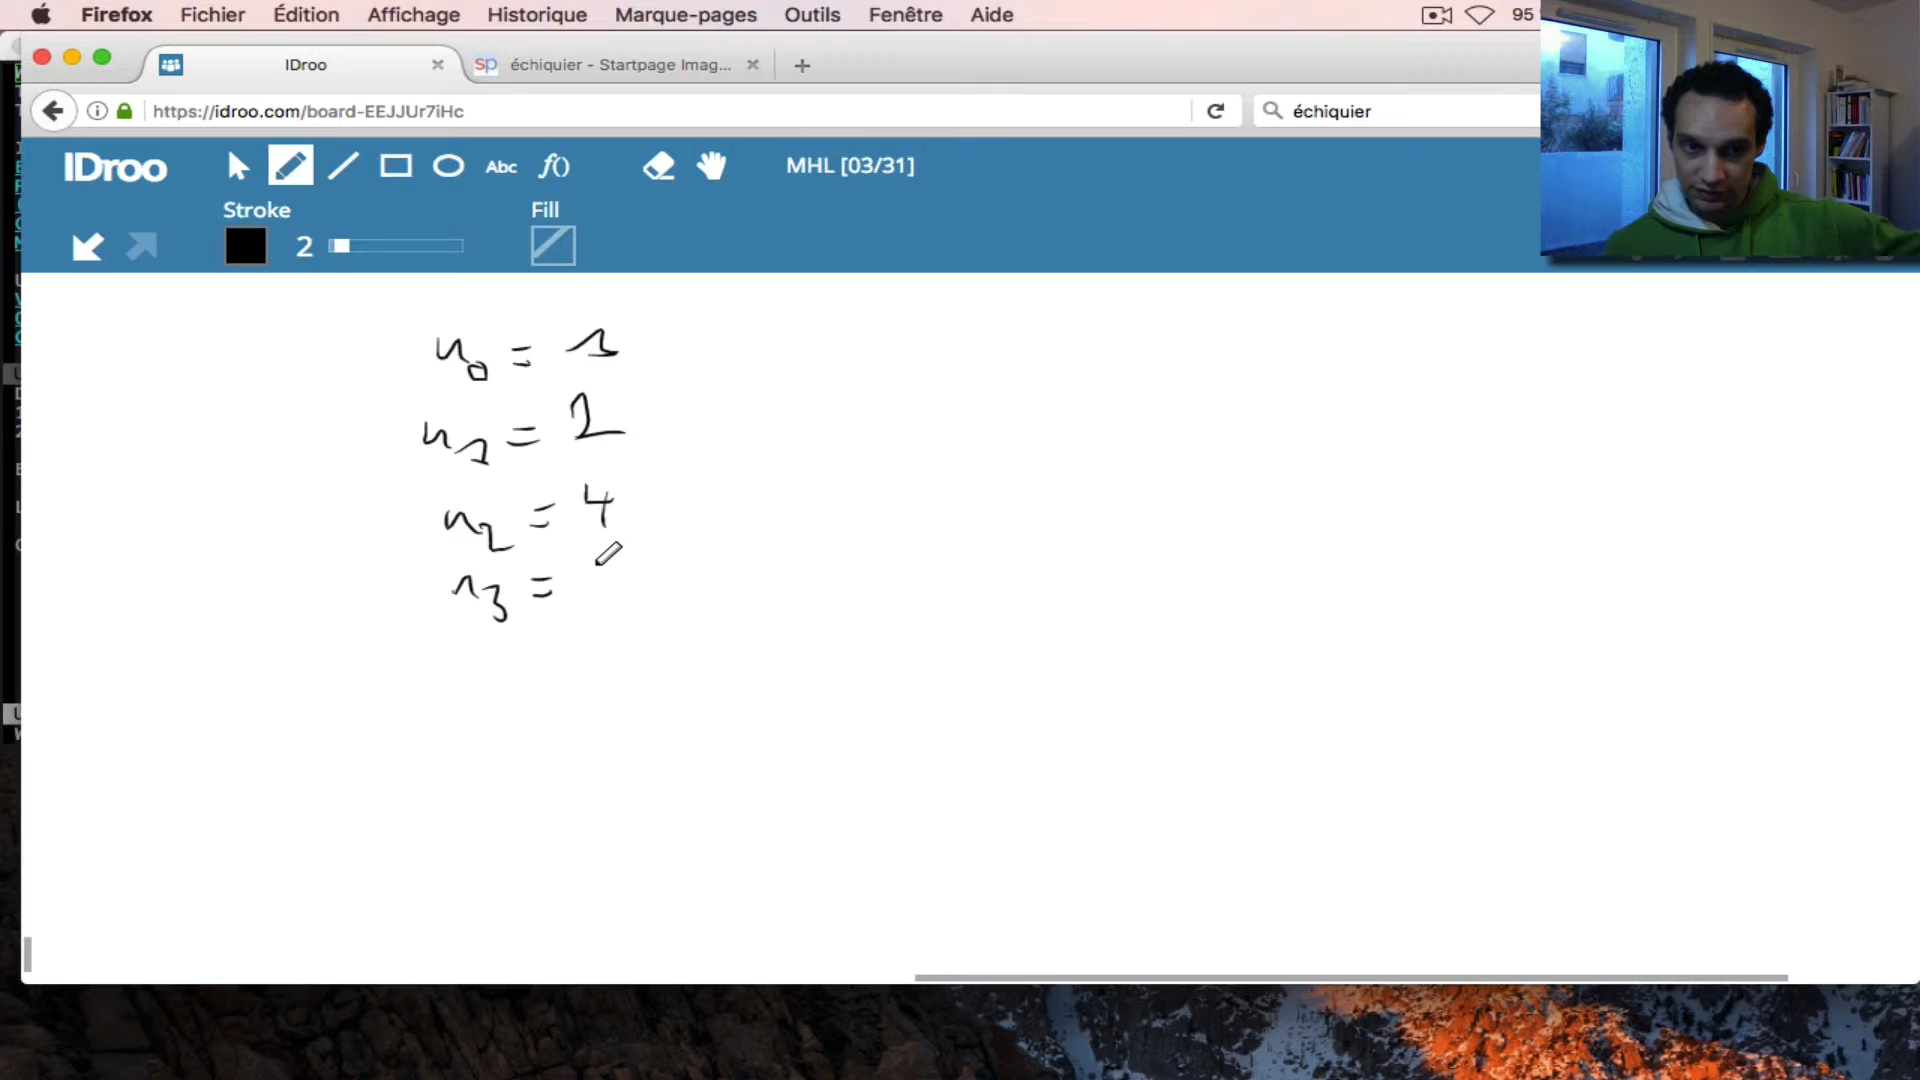 Firefox Fichier Édition Affichage Historique Marque-pages Outils Fenêtre Aide 95
IDroo
échiquier - Startpage Imag...
https://idroo.com/board-EEJJUr7iHc
échiquier
IDroo Abc f() MHL [03/31]
Stroke Fill
2
u₀ = 1
u₁ = 2
u₂ = 4
u₃ =